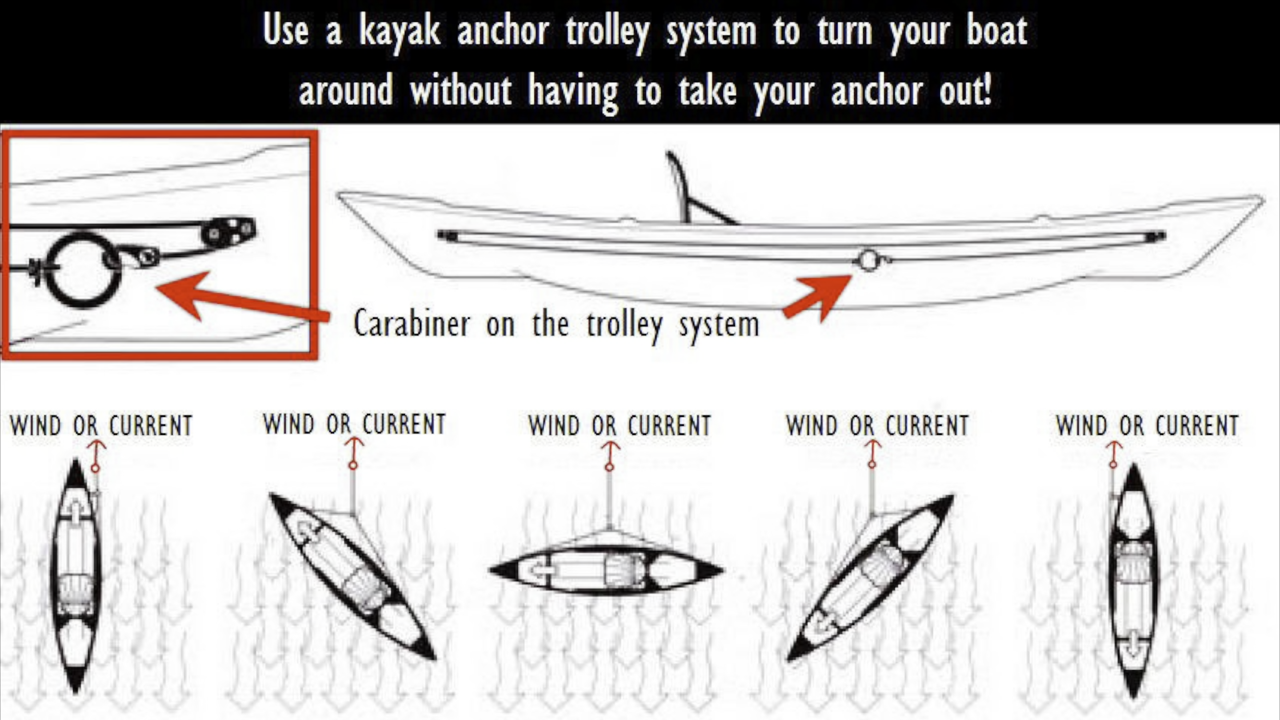 Use a kayak anchor trolley system to turn your boat
around without having to take your anchor out!
Carabiner on the trolley system
WIND OR CURRENT
WIND OR CURRENT
WIND OR CURRENT
WIND OR CURRENT
WIND OR CURRENT